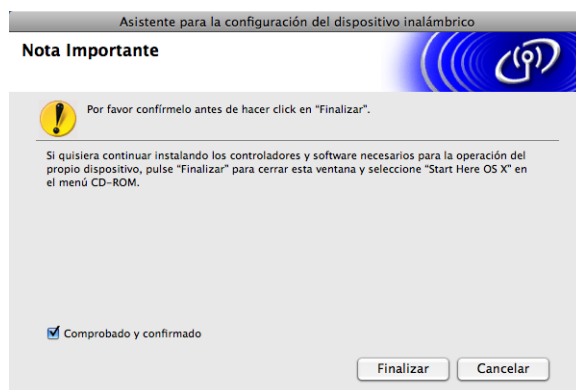 Asistente para la configuración del dispositivo inalámbrico
Nota Importante
Por favor confírmelo antes de hacer click en “Finalizar”.
Si quisiera continuar instalando los controladores y software necesarios para la operación del
propio dispositivo, pulse “Finalizar” para cerrar esta ventana y seleccione “Start Here OS X” en
el menú CD-ROM.
Comprobado y confirmado
Finalizar
Cancelar